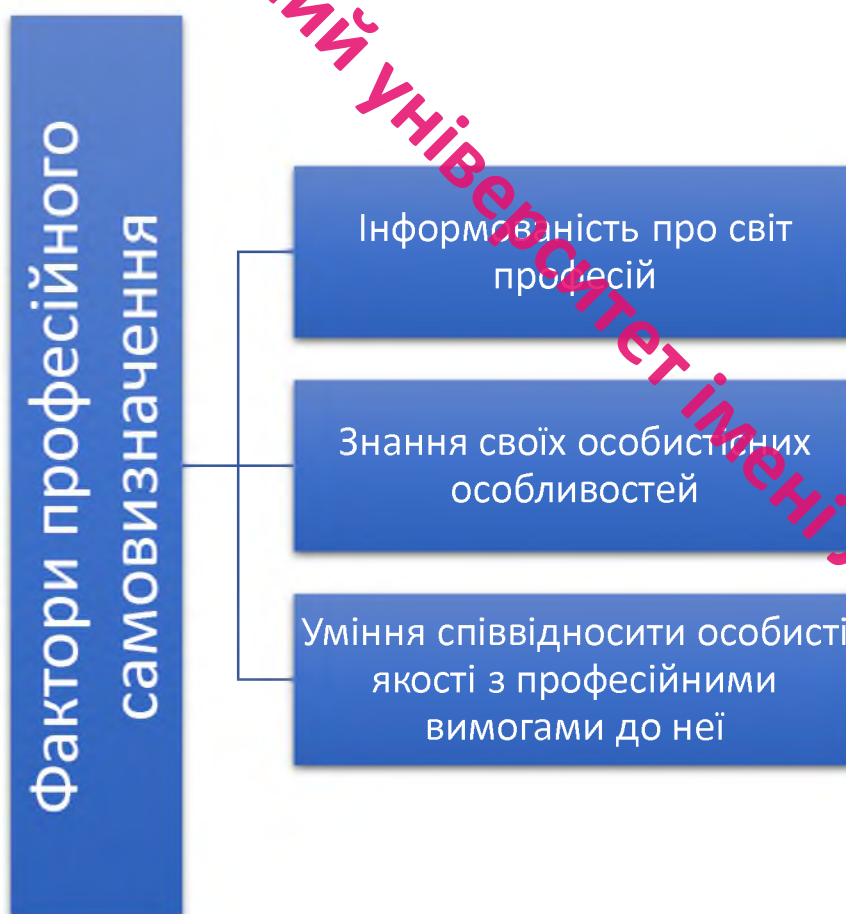 Фактори професійного
самовизначення
Інформованість про світ
професій
Знання своїх особистісних
особливостей
Уміння співвідносити особисті
якості з професійними
вимогами до неї
університет імені